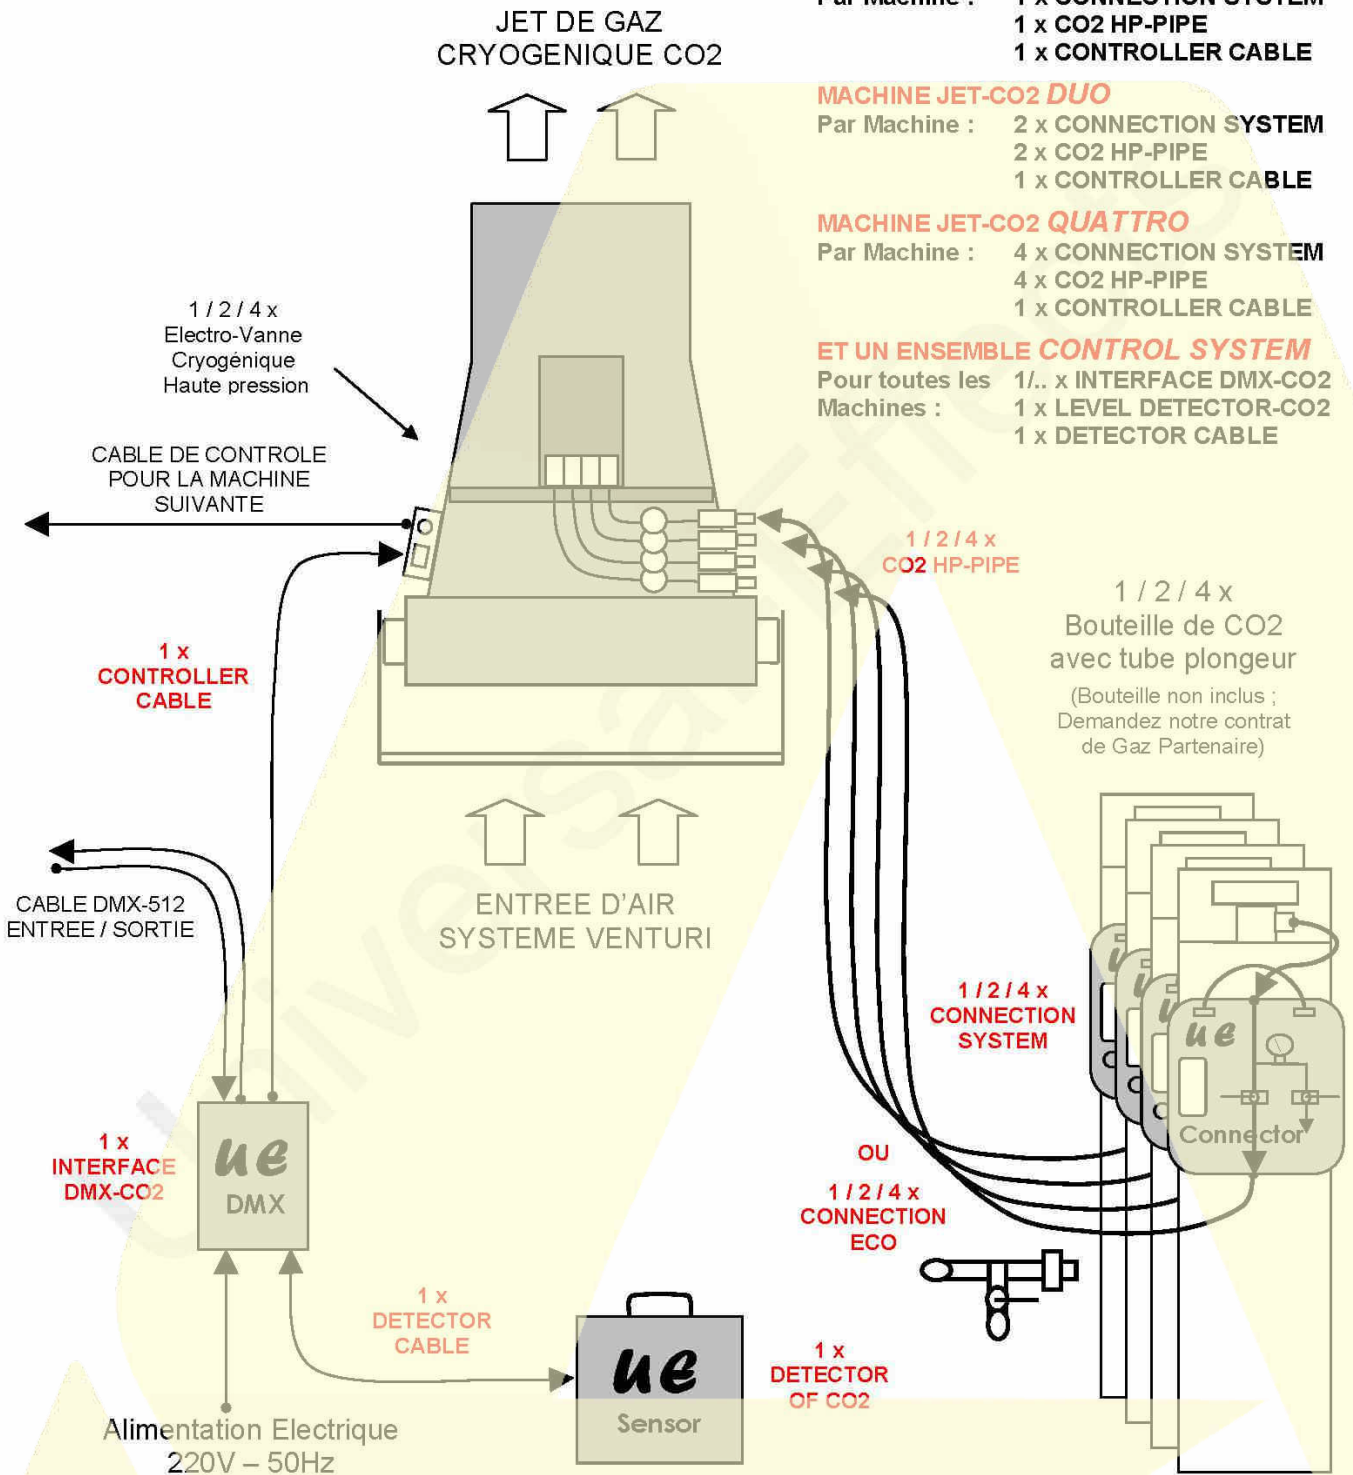 JET DE GAZ
CRYOGENIQUE CO2
Par Machine : 1 x CONNECTION SYSTEM
1 x CO2 HP-PIPE
1 x CONTROLLER CABLE
MACHINE JET-CO2 DUO
Par Machine : 2 x CONNECTION SYSTEM
2 x CO2 HP-PIPE
1 x CONTROLLER CABLE
MACHINE JET-CO2 QUATTRO
Par Machine : 4 x CONNECTION SYSTEM
4 x CO2 HP-PIPE
1 x CONTROLLER CABLE
ET UN ENSEMBLE CONTROL SYSTEM
Pour toutes les 1/.. x INTERFACE DMX-CO2
Machines : 1 x LEVEL DETECTOR-CO2
1 x DETECTOR CABLE
1 / 2 / 4 x
Electro-Vanne
Cryogénique
Haute pression
CABLE DE CONTROLE
POUR LA MACHINE
SUIVANTE
1 / 2 / 4 x
CO2 HP-PIPE
1 / 2 / 4 x
Bouteille de CO2
avec tube plongeur
(Bouteille non inclus ;
Demandez notre contrat
de Gaz Partenaire)
1 x
CONTROLLER
CABLE
CABLE DMX-512
ENTREE / SORTIE
ENTREE D'AIR
SYSTEME VENTURI
1 / 2 / 4 x
CONNECTION
SYSTEM
ue
Connector
OU
1 / 2 / 4 x
CONNECTION
ECO
1 x
INTERFACE
DMX-CO2
ue
DMX
1 x
DETECTOR
CABLE
ue
Sensor
1 x
DETECTOR
OF CO2
Alimentation Electrique
220V – 50Hz
Universal Effects